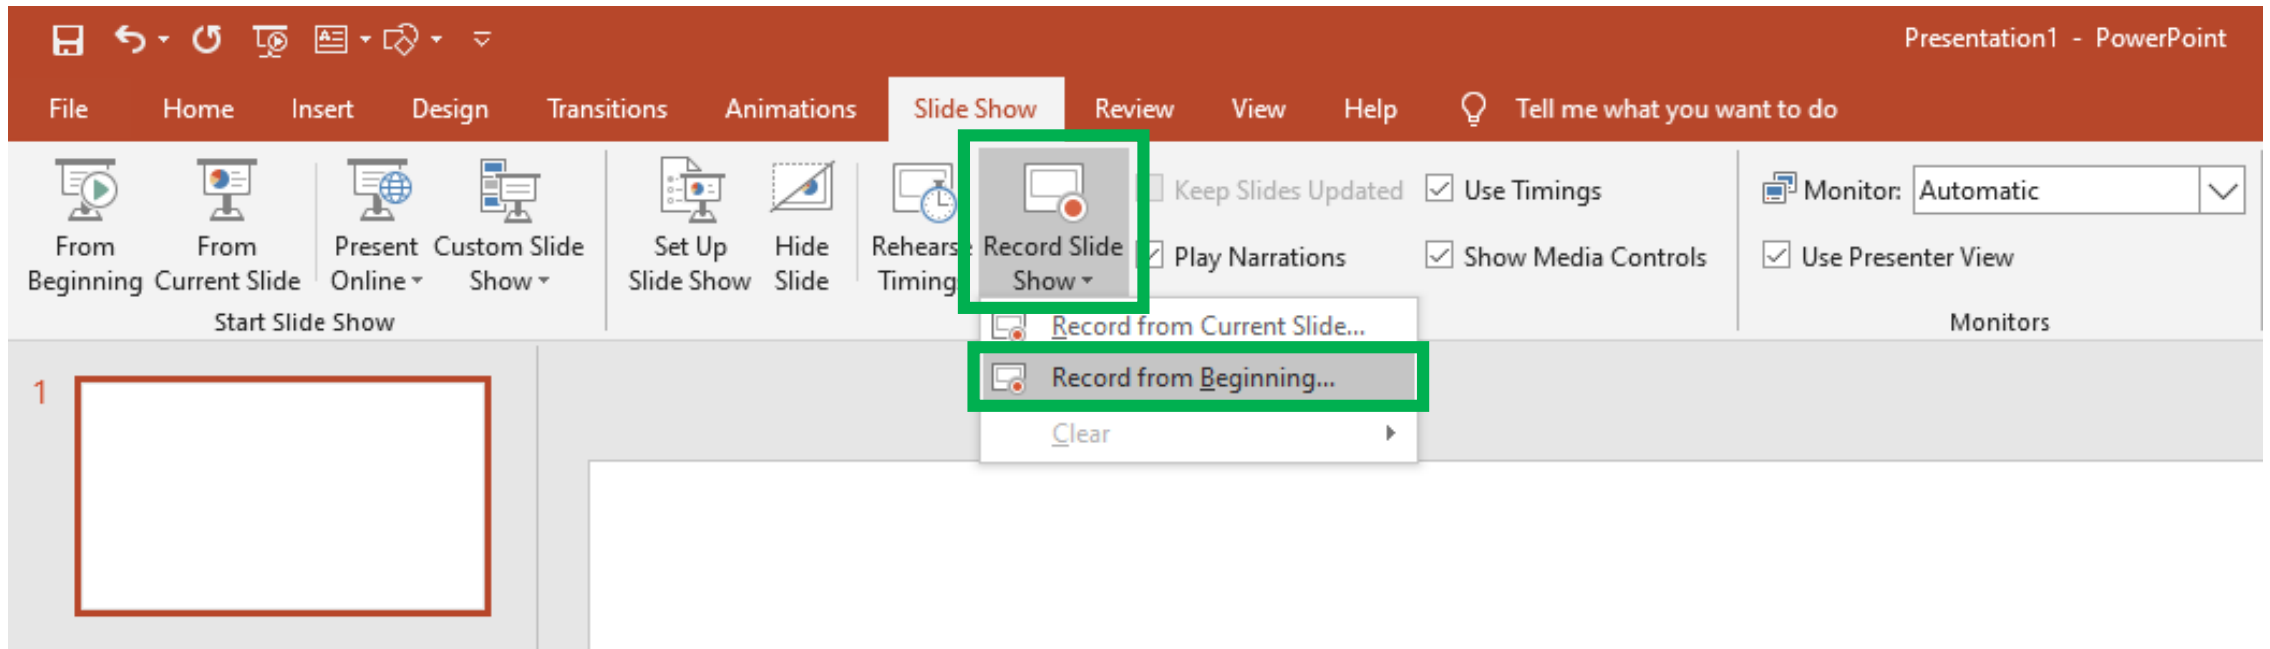 Presentation1 - PowerPoint
File Home Insert Design Transitions Animations Slide Show Review View Help Tell me what you want to do
From Beginning
From Current Slide
Present Online
Custom Slide Show
Start Slide Show
Set Up Slide Show
Hide Slide
Rehearse Timing
Record Slide Show
Keep Slides Updated
Play Narrations
Use Timings
Show Media Controls
Monitor: Automatic
Use Presenter View
Monitors
Record from Current Slide...
Record from Beginning...
Clear
1